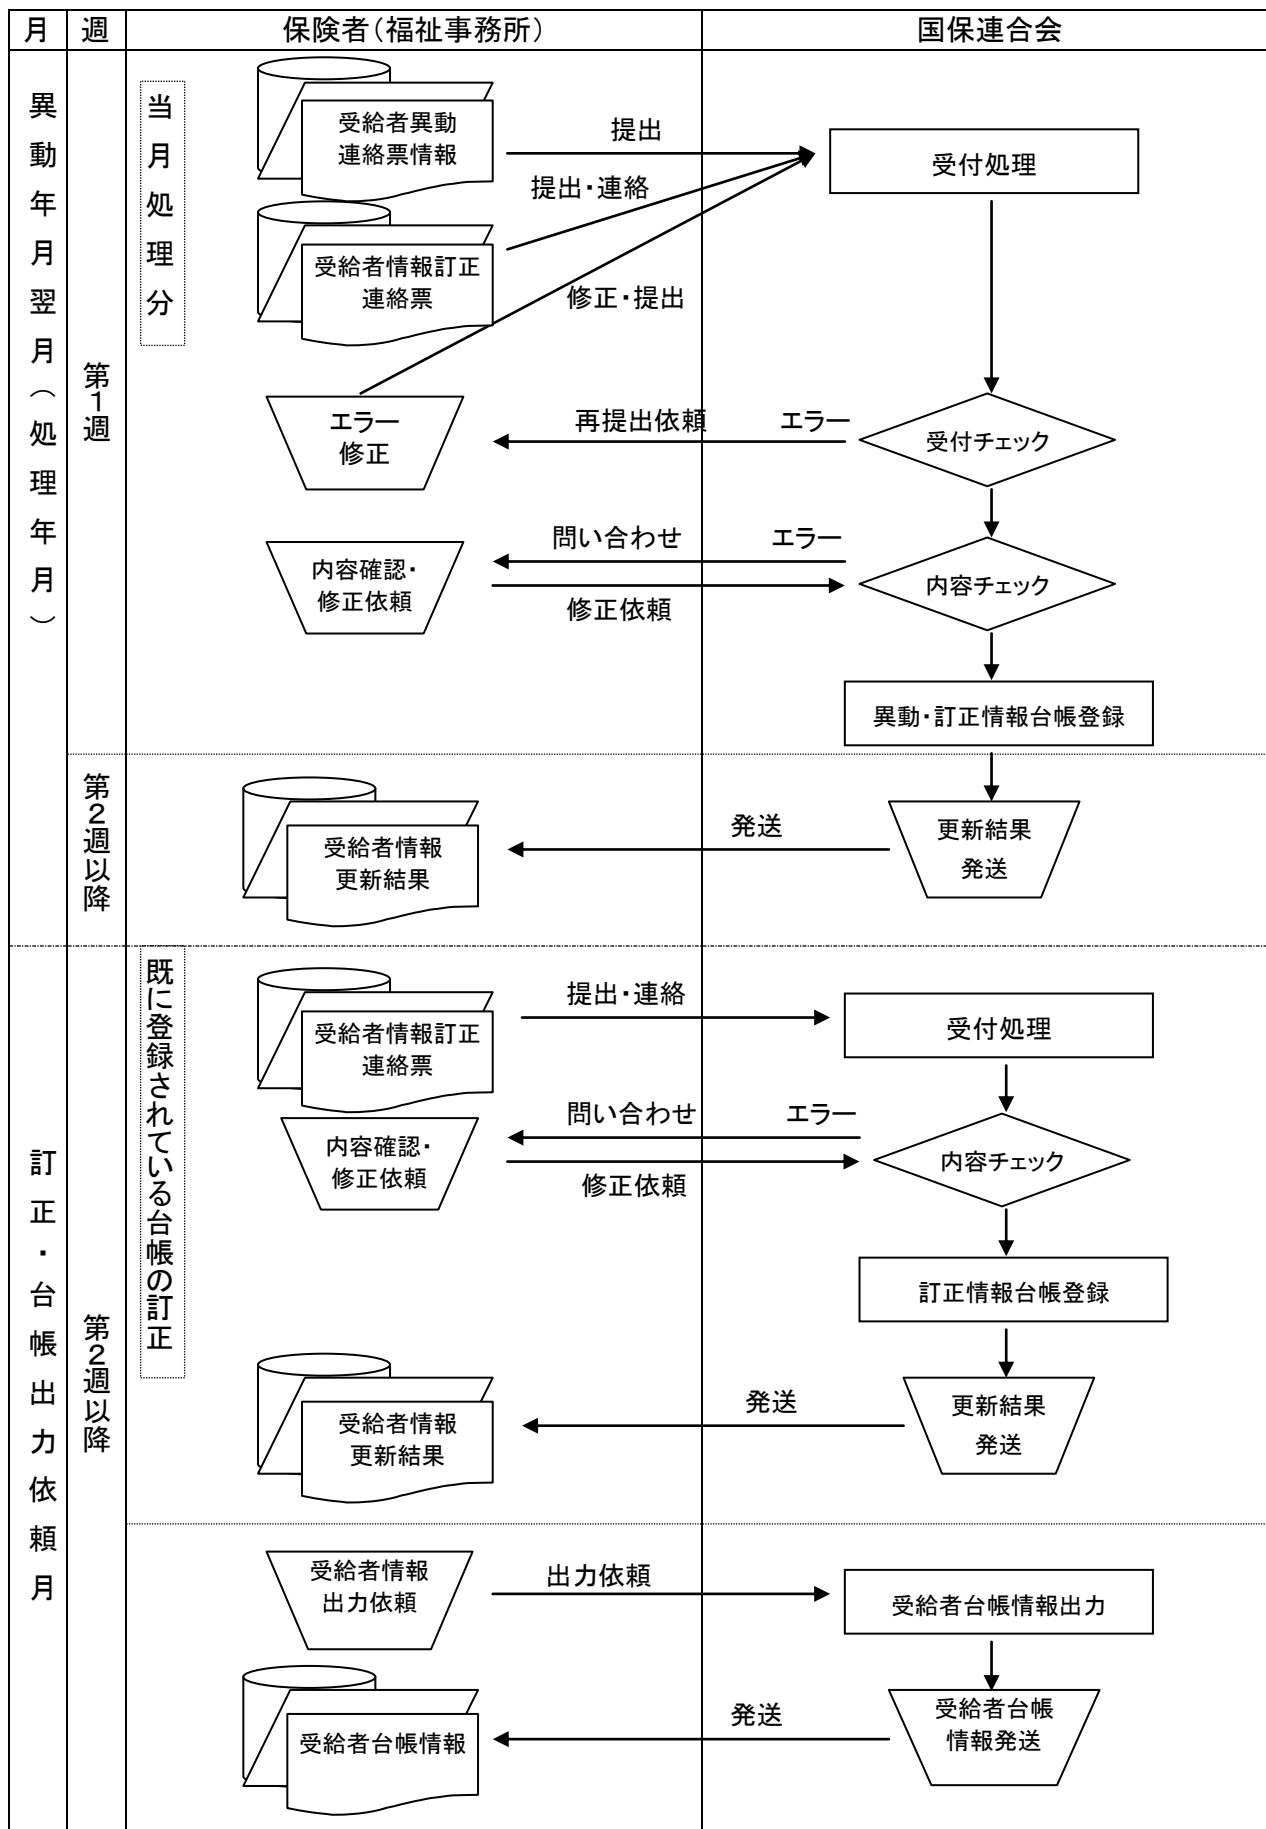 月
週
保険者（福祉事務所）
国保連合会
異動年月翌月（処理年月）
第１週
当月処理分
受給者異動
連絡票情報
提出
受付処理
提出・連絡
受給者情報訂正
連絡票
修正・提出
エラー
修正
再提出依頼
エラー
受付チェック
内容確認・
修正依頼
問い合わせ
エラー
修正依頼
内容チェック
異動・訂正情報台帳登録
第２週以降
受給者情報
更新結果
発送
更新結果
発送
訂正・台帳出力依頼月
第２週以降
既に登録されている台帳の訂正
受給者情報訂正
連絡票
提出・連絡
受付処理
内容確認・
修正依頼
問い合わせ
エラー
修正依頼
内容チェック
訂正情報台帳登録
受給者情報
更新結果
発送
更新結果
発送
受給者情報
出力依頼
出力依頼
受給者台帳情報出力
受給者台帳情報
発送
受給者台帳
情報発送